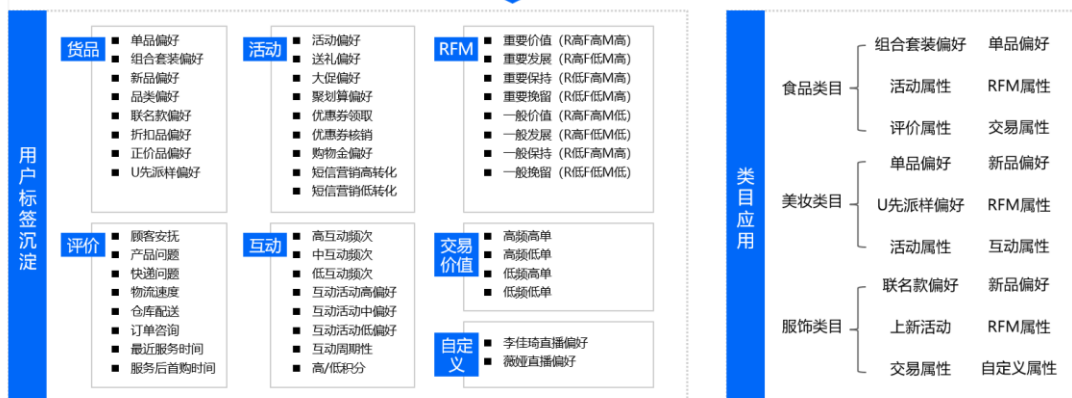 用户标签沉淀
货品
■ 单品偏好
■ 组合套装偏好
■ 新品偏好
■ 品类偏好
■ 联名款偏好
■ 折扣品偏好
■ 正价品偏好
■ U先派样偏好
活动
■ 活动偏好
■ 送礼偏好
■ 大促偏好
■ 聚划算偏好
■ 优惠券领取
■ 优惠券核销
■ 购物金偏好
■ 短信营销高转化
■ 短信营销低转化
RFM
■ 重要价值（R高F高M高）
■ 重要发展（R高F低M高）
■ 重要保持（R低F高M高）
■ 重要挽留（R低F低M高）
■ 一般价值（R高F高M低）
■ 一般发展（R高F低M低）
■ 一般保持（R低F高M高）
■ 一般挽留（R低F低M低）
评价
■ 顾客安抚
■ 产品问题
■ 快递问题
■ 物流速度
■ 仓库配送
■ 订单咨询
■ 最近服务时间
■ 服务后首购时间
互动
■ 高互动频次
■ 中互动频次
■ 低互动频次
■ 互动活动高偏好
■ 互动活动中偏好
■ 互动活动低偏好
■ 互动周期性
■ 高/低积分
交易
价值
■ 高频高单
■ 高频低单
■ 低频高单
■ 低频低单
自定
义
■ 李佳琦直播偏好
■ 薇娅直播偏好
类目应用
食品类目
组合套装偏好 单品偏好
活动属性 RFM属性
评价属性 交易属性
美妆类目
单品偏好 新品偏好
U先派样偏好 RFM属性
活动属性 互动属性
服饰类目
联名款偏好 新品偏好
上新活动 RFM属性
交易属性 自定义属性